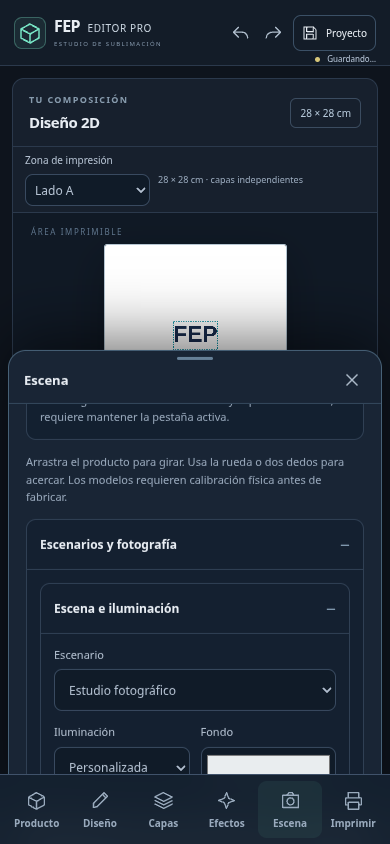 FEP EDITOR PRO
ESTUDIO DE SUBLIMACIÓN
Proyecto
Guardando...
TU COMPOSICIÓN
Diseño 2D
28 × 28 cm
Zona de impresión
Lado A
28 × 28 cm · capas independientes
ÁREA IMPRIMIBLE
FEP
Escena
requiere mantener la pestaña activa.
Arrastra el producto para girar. Usa la rueda o dos dedos para
acercar. Los modelos requieren calibración física antes de
fabricar.
Escenarios y fotografía
Escena e iluminación
Escenario
Estudio fotográfico
Iluminación
Fondo
Personalizada
Producto
Diseño
Capas
Efectos
Escena
Imprimir